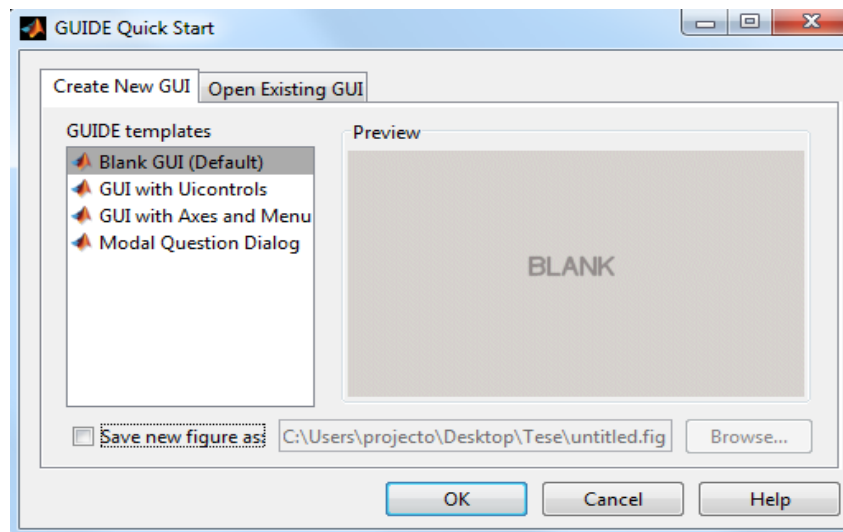 GUIDE Quick Start
Create New GUI
Open Existing GUI
GUIDE templates
Blank GUI (Default)
GUI with Uicontrols
GUI with Axes and Menu
Modal Question Dialog
Preview
BLANK
Save new figure as:
C:\Users\projecto\Desktop\Tese\untitled.fig
Browse...
OK
Cancel
Help